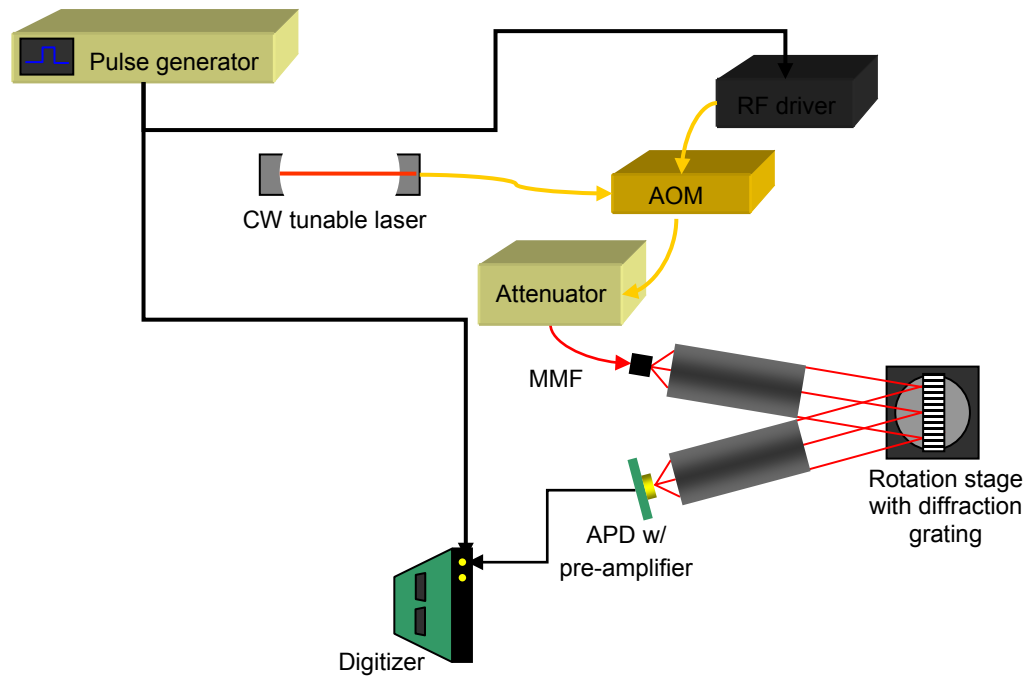 Pulse generator
RF driver
CW tunable laser
AOM
Attenuator
MMF
Rotation stage
with diffraction
grating
APD w/
pre-amplifier
Digitizer